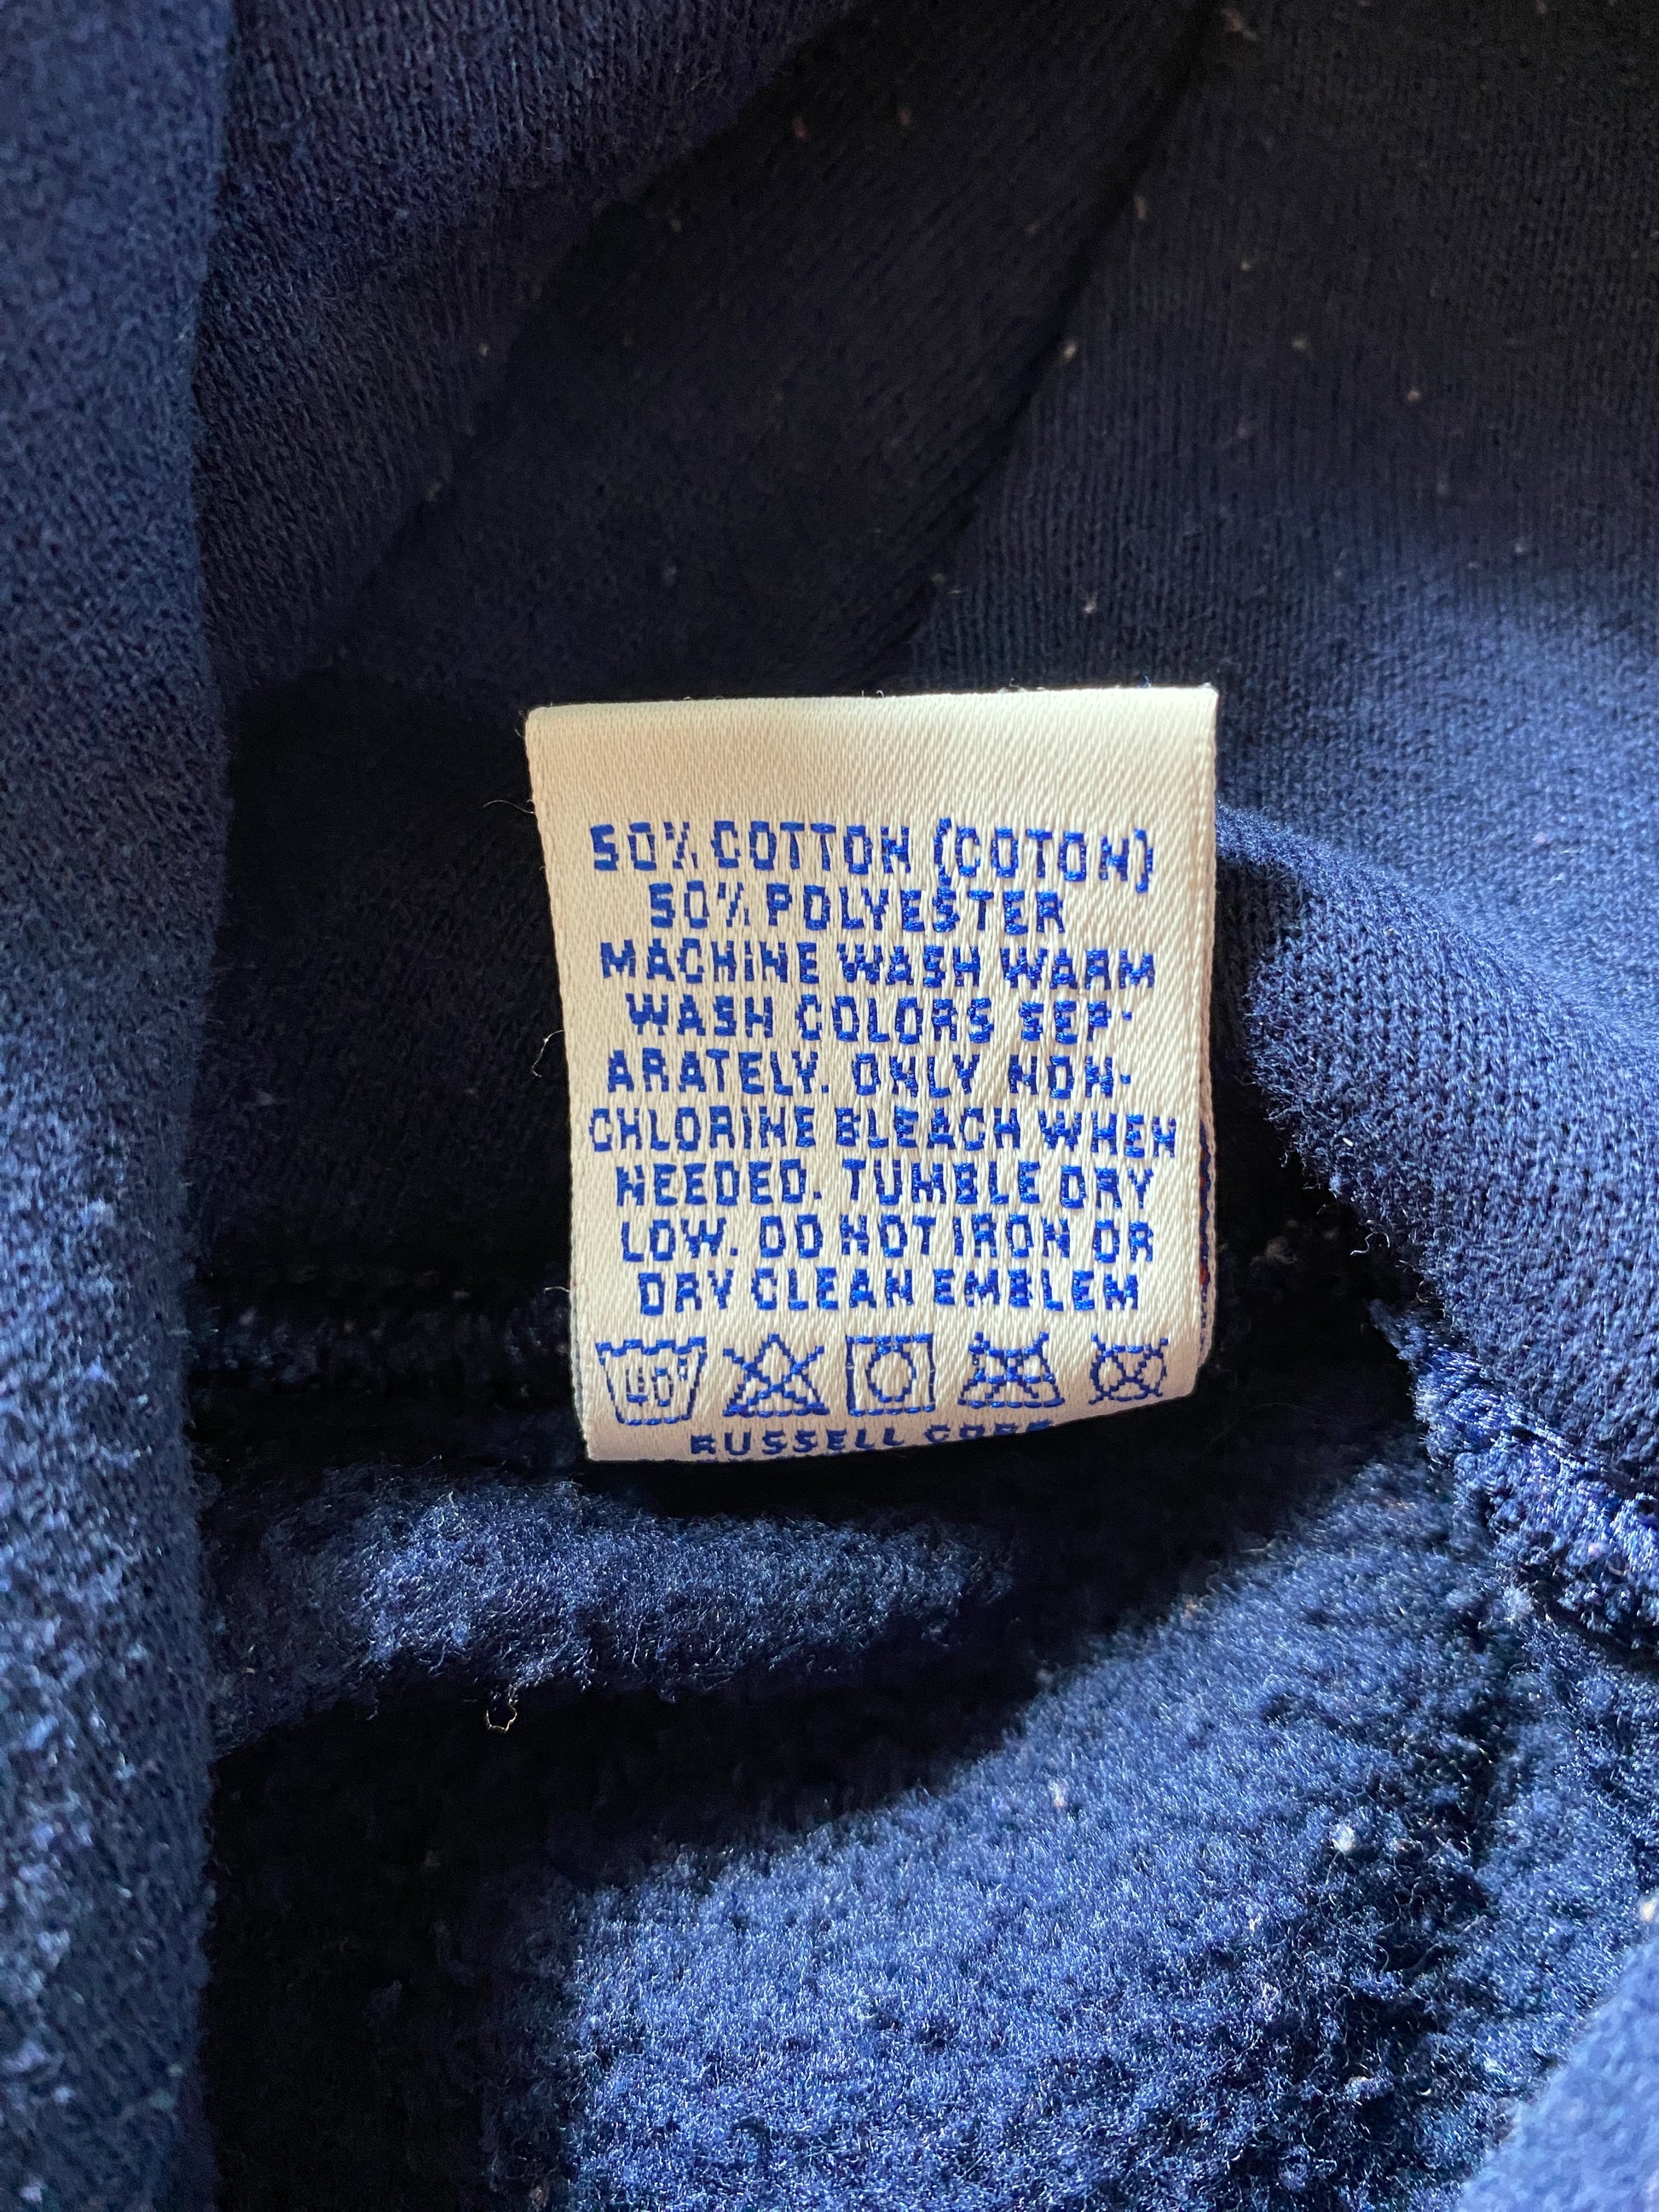 50% COTTON (COTON)
50% POLYESTER
MACHINE WASH WARM
WASH COLORS SEP-
ARATELY. ONLY NON-
CHLORINE BLEACH WHEN
NEEDED. TUMBLE DRY
LOW. DO NOT IRON OR
DRY CLEAN EMBLEM
40°
RUSSELL CORP